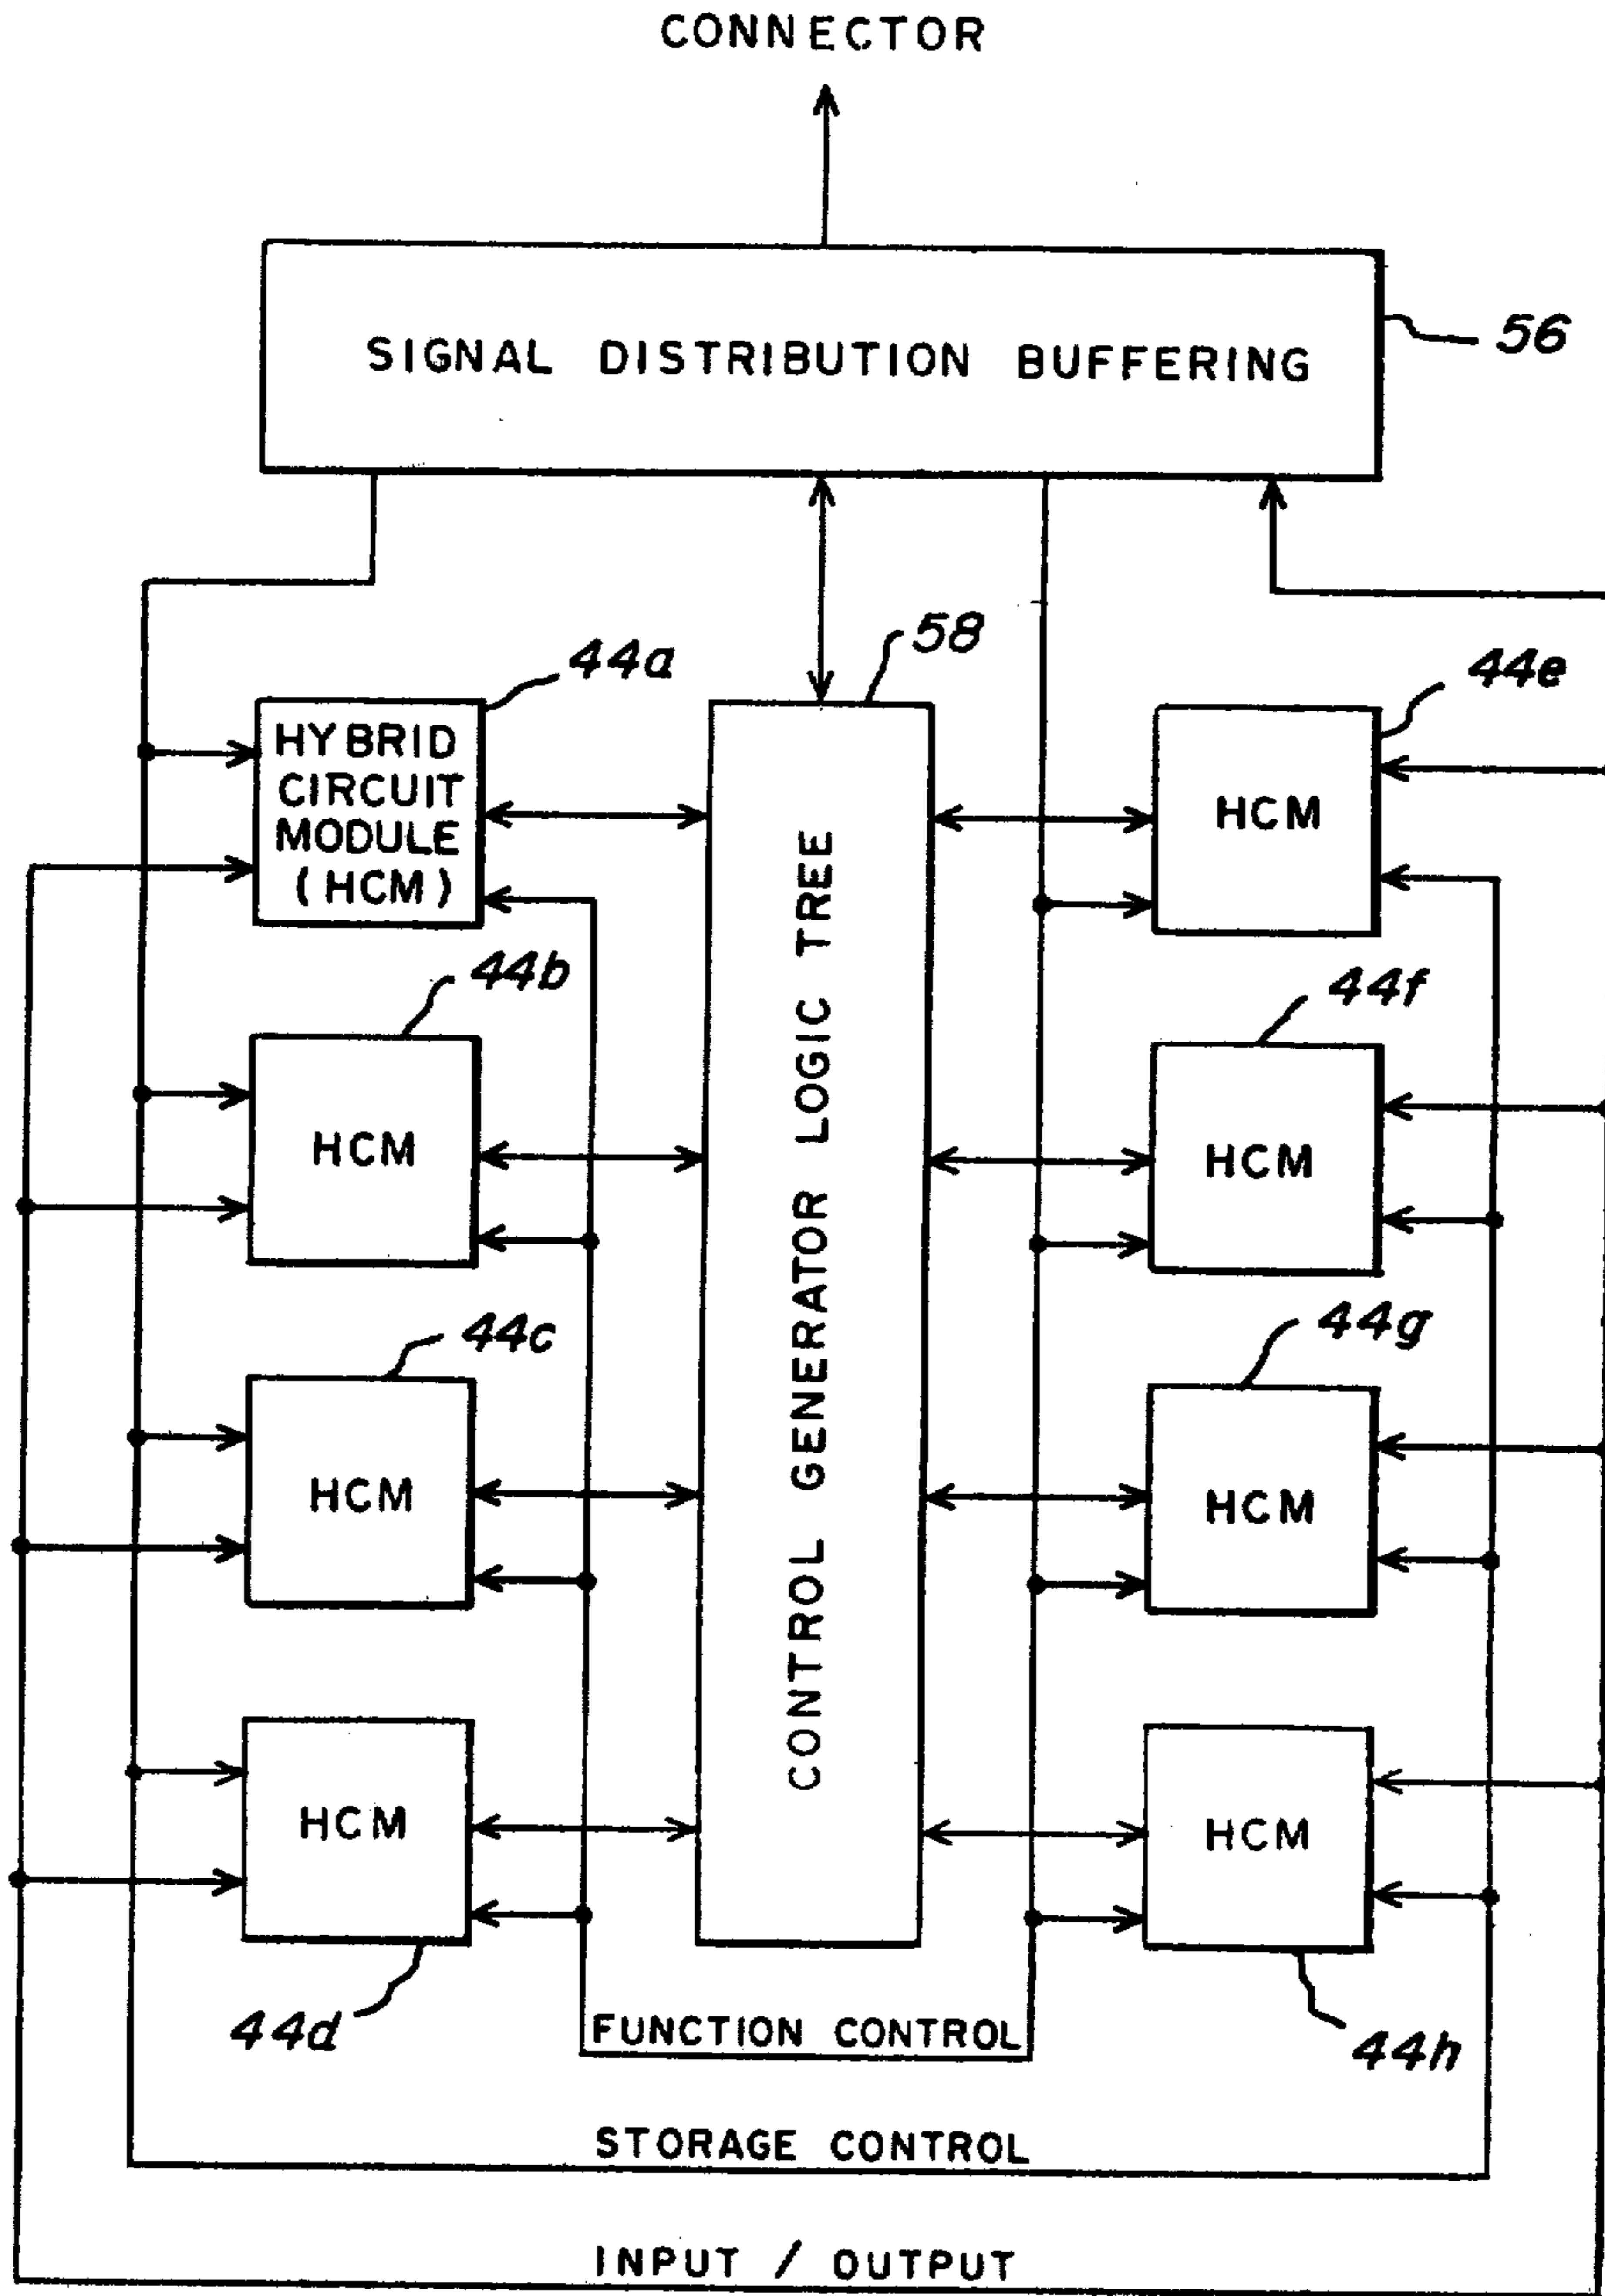 CONNECTOR
SIGNAL DISTRIBUTION BUFFERING
56
58
44a
44e
HYBRID
CIRCUIT
MODULE
(HCM)
HCM
44b
44f
HCM
HCM
44c
44g
HCM
HCM
CONTROL GENERATOR LOGIC TREE
HCM
HCM
44d
44h
FUNCTION CONTROL
STORAGE CONTROL
INPUT / OUTPUT